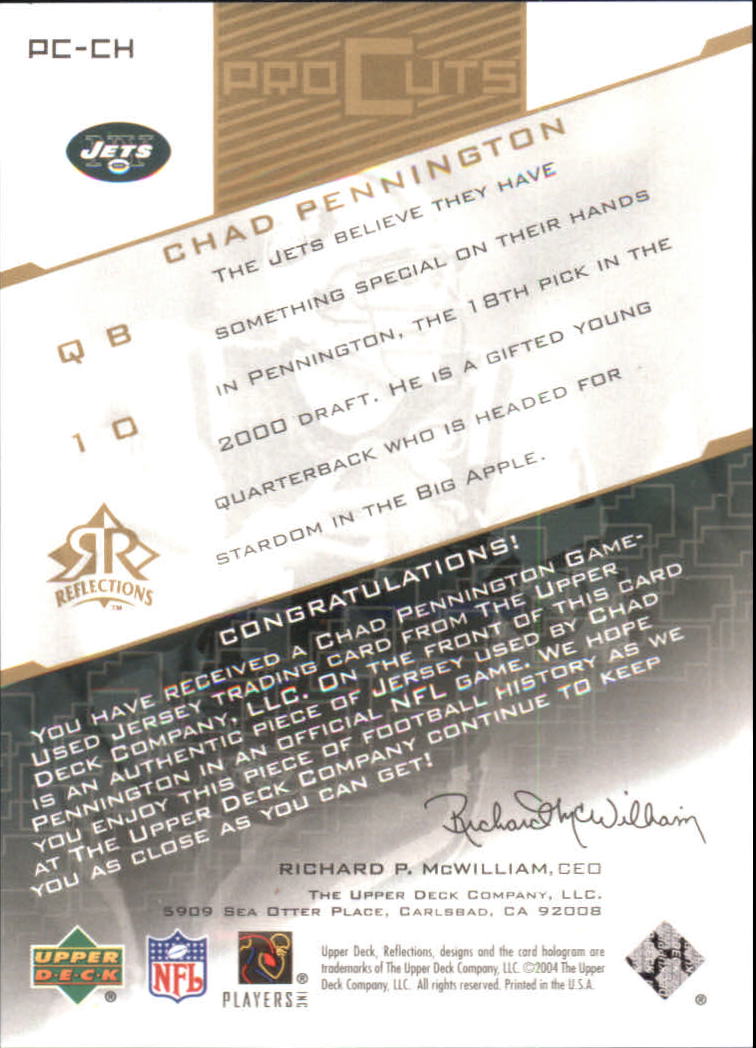 PC-CH
PRO CUTS
JETS
CHAD PENNINGTON
THE JETS BELIEVE THEY HAVE
SOMETHING SPECIAL ON THEIR HANDS
IN PENNINGTON, THE 18TH PICK IN THE
2000 DRAFT. HE IS A GIFTED YOUNG
QUARTERBACK WHO IS HEADED FOR
STARDOM IN THE BIG APPLE.
QB
10
RR
REFLECTIONS™
CONGRATULATIONS!
YOU HAVE RECEIVED A CHAD PENNINGTON GAME-
USED JERSEY TRADING CARD FROM THE UPPER
DECK COMPANY, LLC. ON THE FRONT OF THIS CARD
IS AN AUTHENTIC PIECE OF JERSEY USED BY CHAD
PENNINGTON IN AN OFFICIAL NFL GAME. WE HOPE
YOU ENJOY THIS PIECE OF FOOTBALL HISTORY AS WE
AT THE UPPER DECK COMPANY CONTINUE TO KEEP
YOU AS CLOSE AS YOU CAN GET!
Richard McWilliam
RICHARD P. MCWILLIAM, CEO
THE UPPER DECK COMPANY, LLC.
5909 SEA OTTER PLACE, CARLSBAD, CA 92008
UPPER DECK ®
NFL
PLAYERS INC ®
Upper Deck, Reflections, designs and the card hologram are
trademarks of The Upper Deck Company, LLC. ©2004 The Upper
Deck Company, LLC. All rights reserved. Printed in the U.S.A.
®